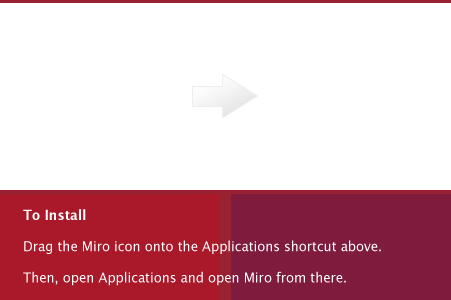 To Install
Drag the Miro icon onto the Applications shortcut above.
Then, open Applications and open Miro from there.